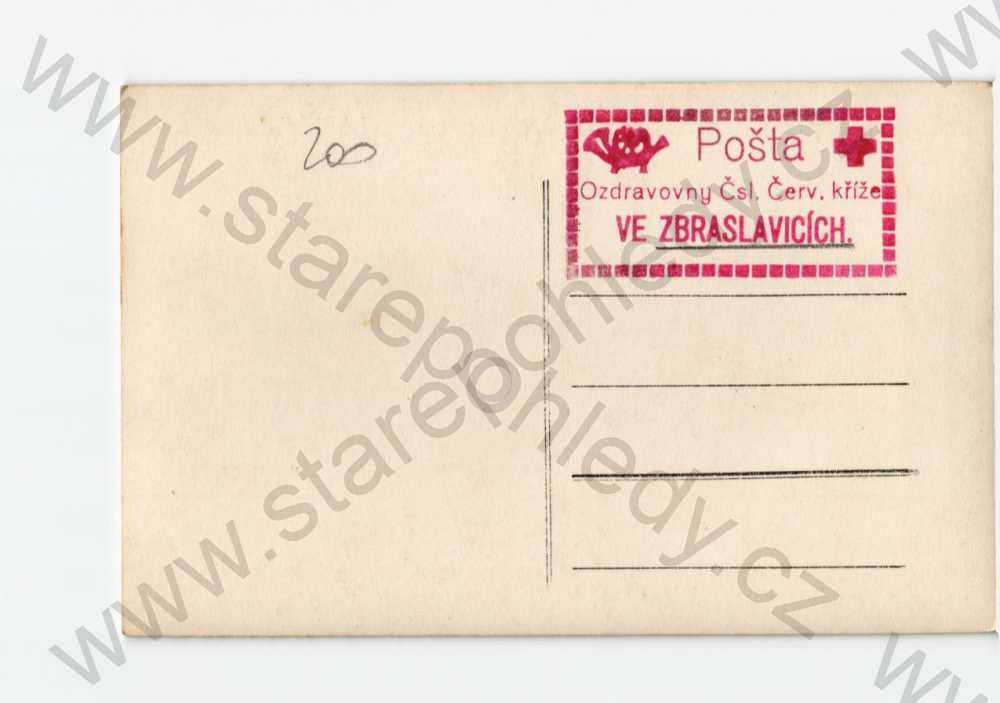 200
Pošta
Ozdravovny Čsl. Červ. kříže
VE ZBRASLAVICÍCH.
www.starepohledy.cz
www.starepohledy.cz